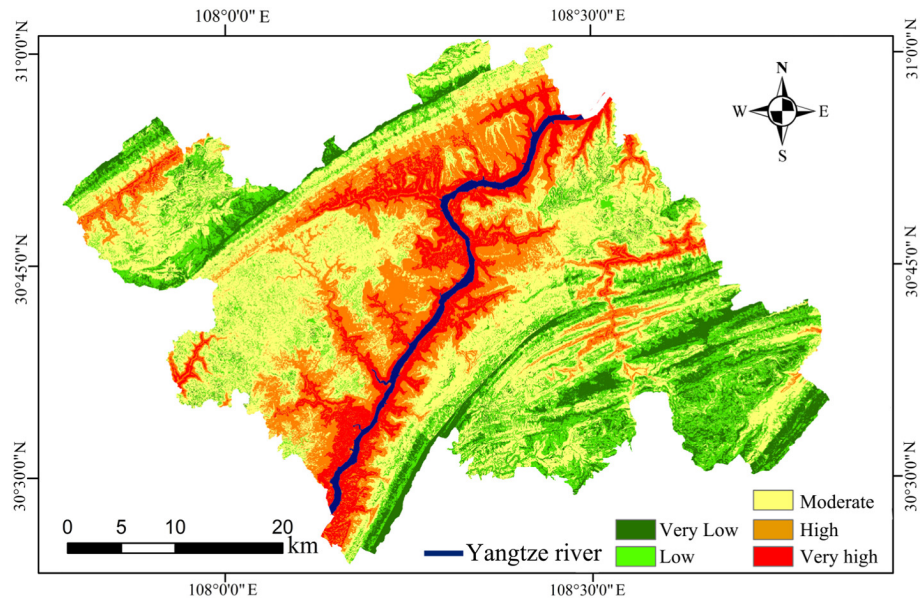 108°0'0" E
108°30'0" E
31°0'0"N
31°0'0"N
N
W
E
S
30°45'0"N
30°45'0"N
30°30'0"N
30°30'0"N
0 5 10 20
km
Yangtze river
Very Low
Low
Moderate
High
Very high
108°0'0" E
108°30'0" E